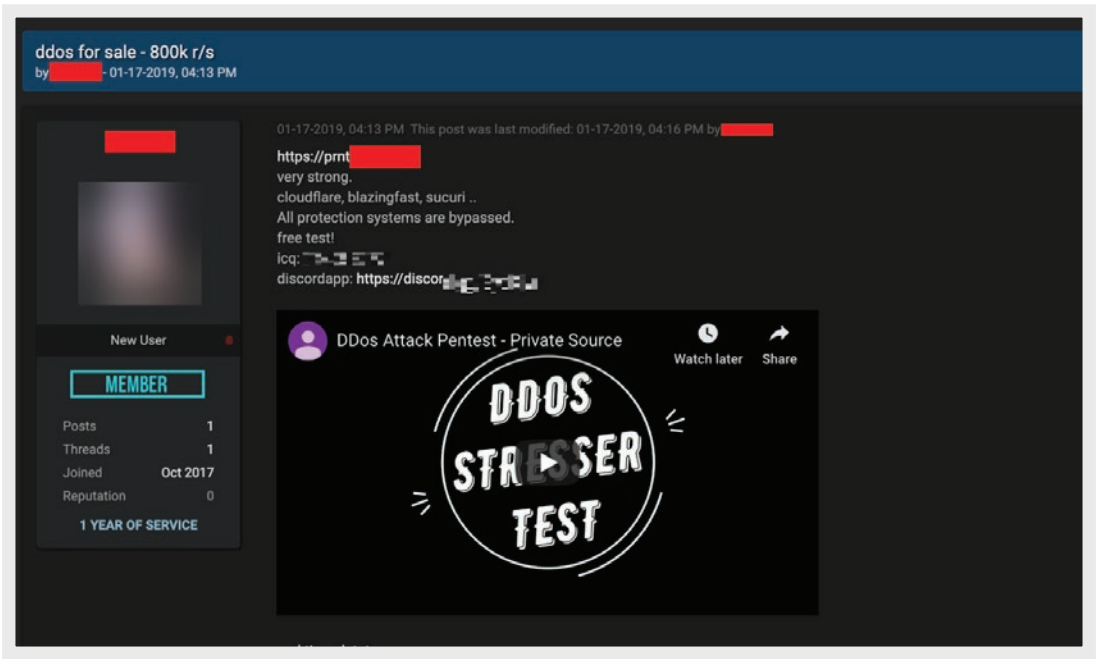 ddos for sale - 800k r/s
by - 01-17-2019, 04:13 PM
01-17-2019, 04:13 PM This post was last modified: 01-17-2019, 04:16 PM by
https://prnt
very strong.
cloudflare, blazingfast, sucuri ..
All protection systems are bypassed.
free test!
icq:
discordapp: https://discor
New User
MEMBER
Posts 1
Threads 1
Joined Oct 2017
Reputation 0
1 YEAR OF SERVICE
DDos Attack Pentest - Private Source
Watch later Share
DDOS
STRESSER
TEST